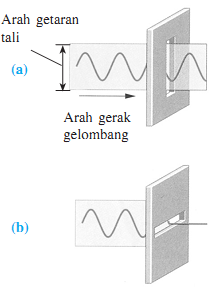 Arah getaran
tali
(a)
Arah gerak
gelombang
(b)